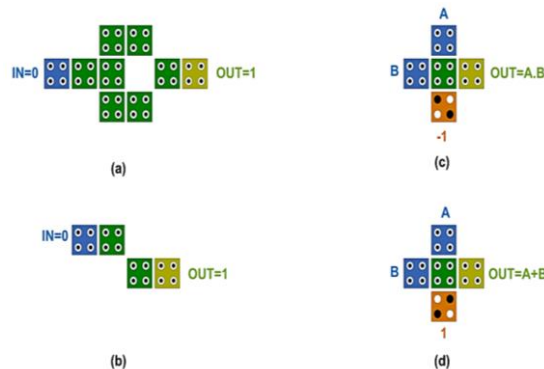 A
IN=0
OUT=1
B
OUT=A.B
-1
(a)
(c)
A
IN=0
B
OUT=1
OUT=A+B
1
(b)
(d)